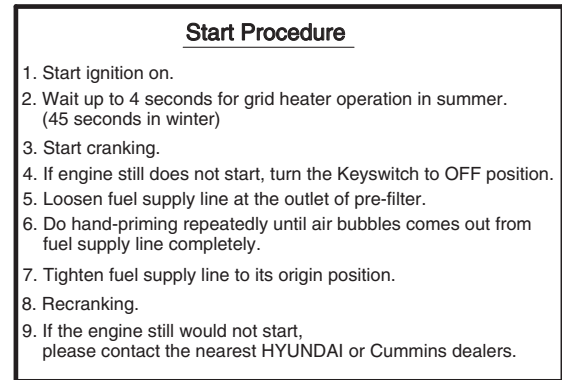 Start Procedure
1. Start ignition on.
2. Wait up to 4 seconds for grid heater operation in summer.
(45 seconds in winter)
3. Start cranking.
4. If engine still does not start, turn the Keyswitch to OFF position.
5. Loosen fuel supply line at the outlet of pre-filter.
6. Do hand-priming repeatedly until air bubbles comes out from
fuel supply line completely.
7. Tighten fuel supply line to its origin position.
8. Recranking.
9. If the engine still would not start,
please contact the nearest HYUNDAI or Cummins dealers.